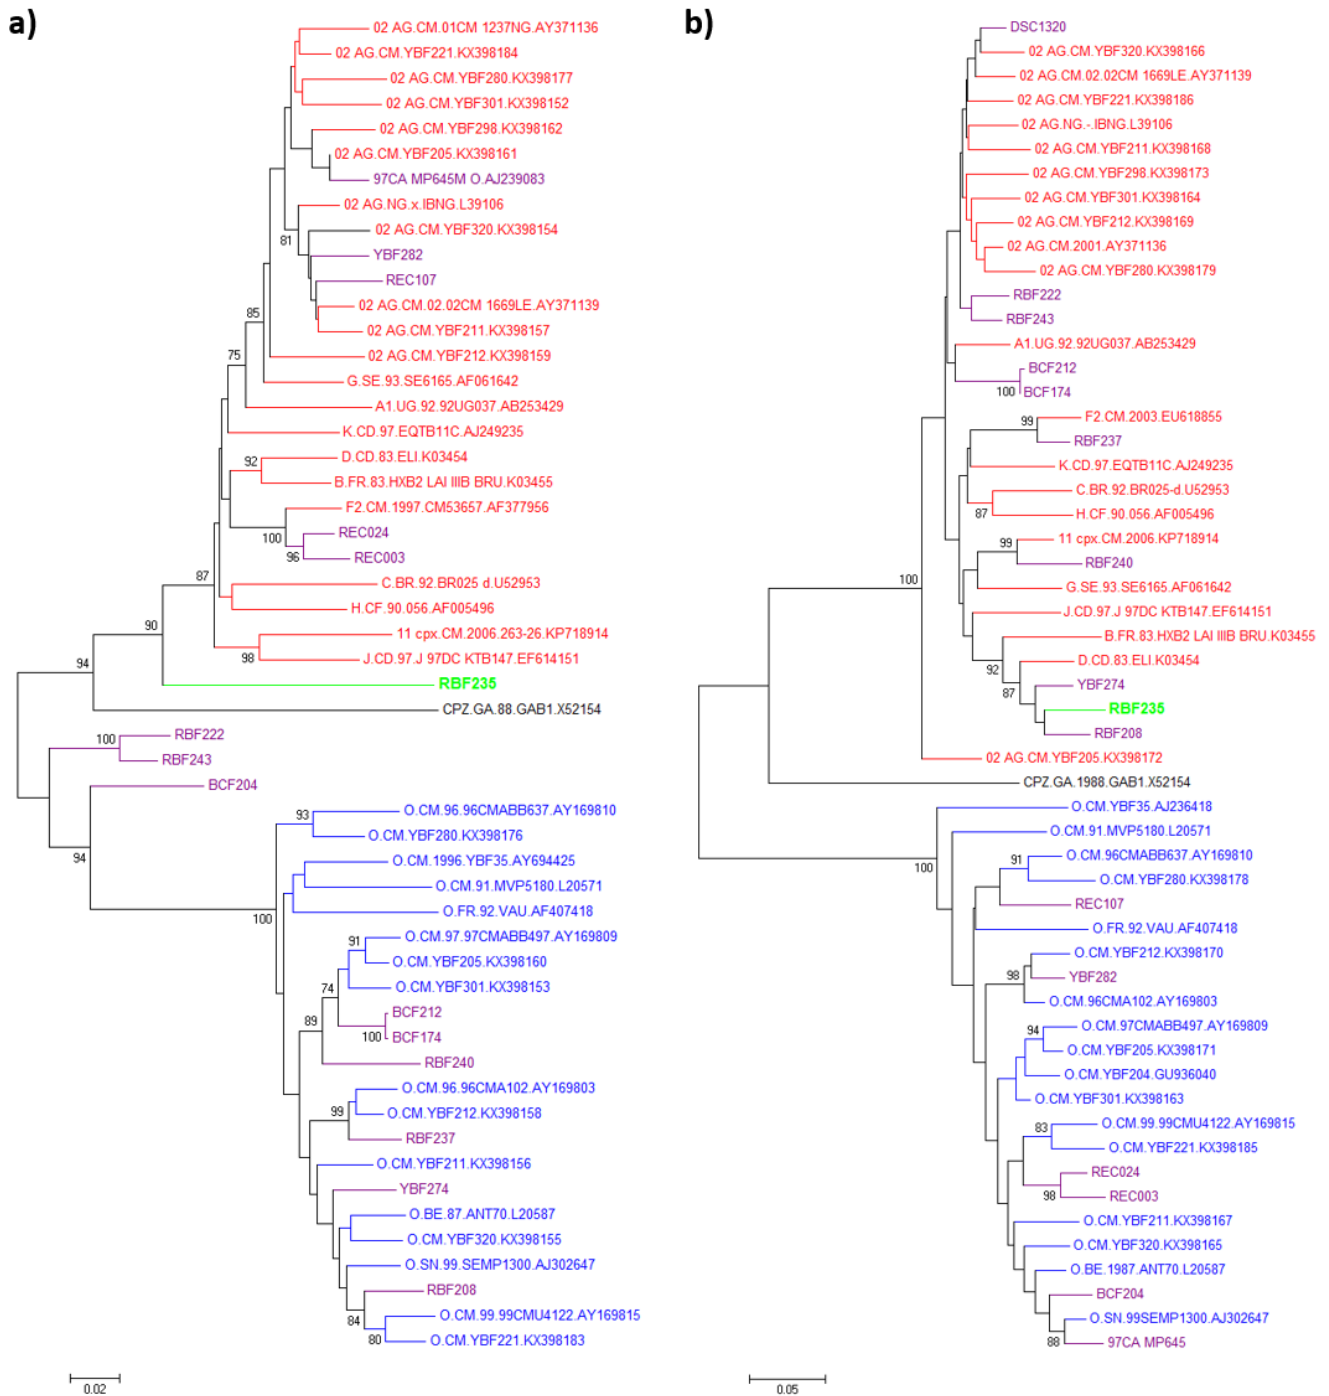 a)
02 AG.CM.01CM 1237NG.AY371136
02 AG.CM.YBF221.KX398184
02 AG.CM.YBF280.KX398177
02 AG.CM.YBF301.KX398152
02 AG.CM.YBF298.KX398162
02 AG.CM.YBF205.KX398161
97CA MP645M O.AJ239083
02 AG.NG.x.IBNG.L39106
81
02 AG.CM.YBF320.KX398154
YBF282
REC107
02 AG.CM.02.02CM 1669LE.AY371139
85
02 AG.CM.YBF211.KX398157
75
02 AG.CM.YBF212.KX398159
G.SE.93.SE6165.AF061642
A1.UG.92.92UG037.AB253429
K.CD.97.EQTB11C.AJ249235
92
D.CD.83.ELI.K03454
B.FR.83.HXB2 LAI IIIB BRU.K03455
F2.CM.1997.CM53657.AF377956
100
REC024
96
REC003
87
C.BR.92.BR025 d.U52953
H.CF.90.056.AF005496
90
11 cpx.CM.2006.263-26.KP718914
98
J.CD.97.J 97DC KTB147.EF614151
94
RBF235
CPZ.GA.88.GAB1.X52154
100
RBF222
RBF243
BCF204
93
O.CM.96.96CMABB637.AY169810
O.CM.YBF280.KX398176
94
O.CM.1996.YBF35.AY694425
O.CM.91.MVP5180.L20571
100
O.FR.92.VAU.AF407418
91
O.CM.97.97CMABB497.AY169809
O.CM.YBF205.KX398160
74
O.CM.YBF301.KX398153
89
BCF212
100
BCF174
RBF240
O.CM.96.96CMA102.AY169803
99
O.CM.YBF212.KX398158
RBF237
O.CM.YBF211.KX398156
YBF274
O.BE.87.ANT70.L20587
O.CM.YBF320.KX398155
O.SN.99.SEMP1300.AJ302647
RBF208
84
O.CM.99.99CMU4122.AY169815
80
O.CM.YBF221.KX398183
0.02
b)
DSC1320
02 AG.CM.YBF320.KX398166
02 AG.CM.02.02CM 1669LE.AY371139
02 AG.CM.YBF221.KX398186
02 AG.NG.-.IBNG.L39106
02 AG.CM.YBF211.KX398168
02 AG.CM.YBF298.KX398173
02 AG.CM.YBF301.KX398164
02 AG.CM.YBF212.KX398169
02 AG.CM.2001.AY371136
02 AG.CM.YBF280.KX398179
RBF222
RBF243
A1.UG.92.92UG037.AB253429
BCF212
100
BCF174
99
F2.CM.2003.EU618855
RBF237
K.CD.97.EQTB11C.AJ249235
C.BR.92.BR025-d.U52953
87
H.CF.90.056.AF005496
99
11 cpx.CM.2006.KP718914
RBF240
100
G.SE.93.SE6165.AF061642
J.CD.97.J 97DC KTB147.EF614151
B.FR.83.HXB2 LAI IIIB BRU.K03455
92
D.CD.83.ELI.K03454
87
YBF274
RBF235
RBF208
02 AG.CM.YBF205.KX398172
CPZ.GA.1988.GAB1.X52154
O.CM.YBF35.AJ236418
O.CM.91.MVP5180.L20571
100
91
O.CM.96CMABB637.AY169810
O.CM.YBF280.KX398178
REC107
O.FR.92.VAU.AF407418
O.CM.YBF212.KX398170
98
YBF282
O.CM.96CMA102.AY169803
94
O.CM.97CMABB497.AY169809
O.CM.YBF205.KX398171
O.CM.YBF204.GU936040
O.CM.YBF301.KX398163
83
O.CM.99.99CMU4122.AY169815
O.CM.YBF221.KX398185
REC024
98
REC003
O.CM.YBF211.KX398167
O.CM.YBF320.KX398165
O.BE.1987.ANT70.L20587
BCF204
O.SN.99SEMP1300.AJ302647
88
97CA MP645
0.05